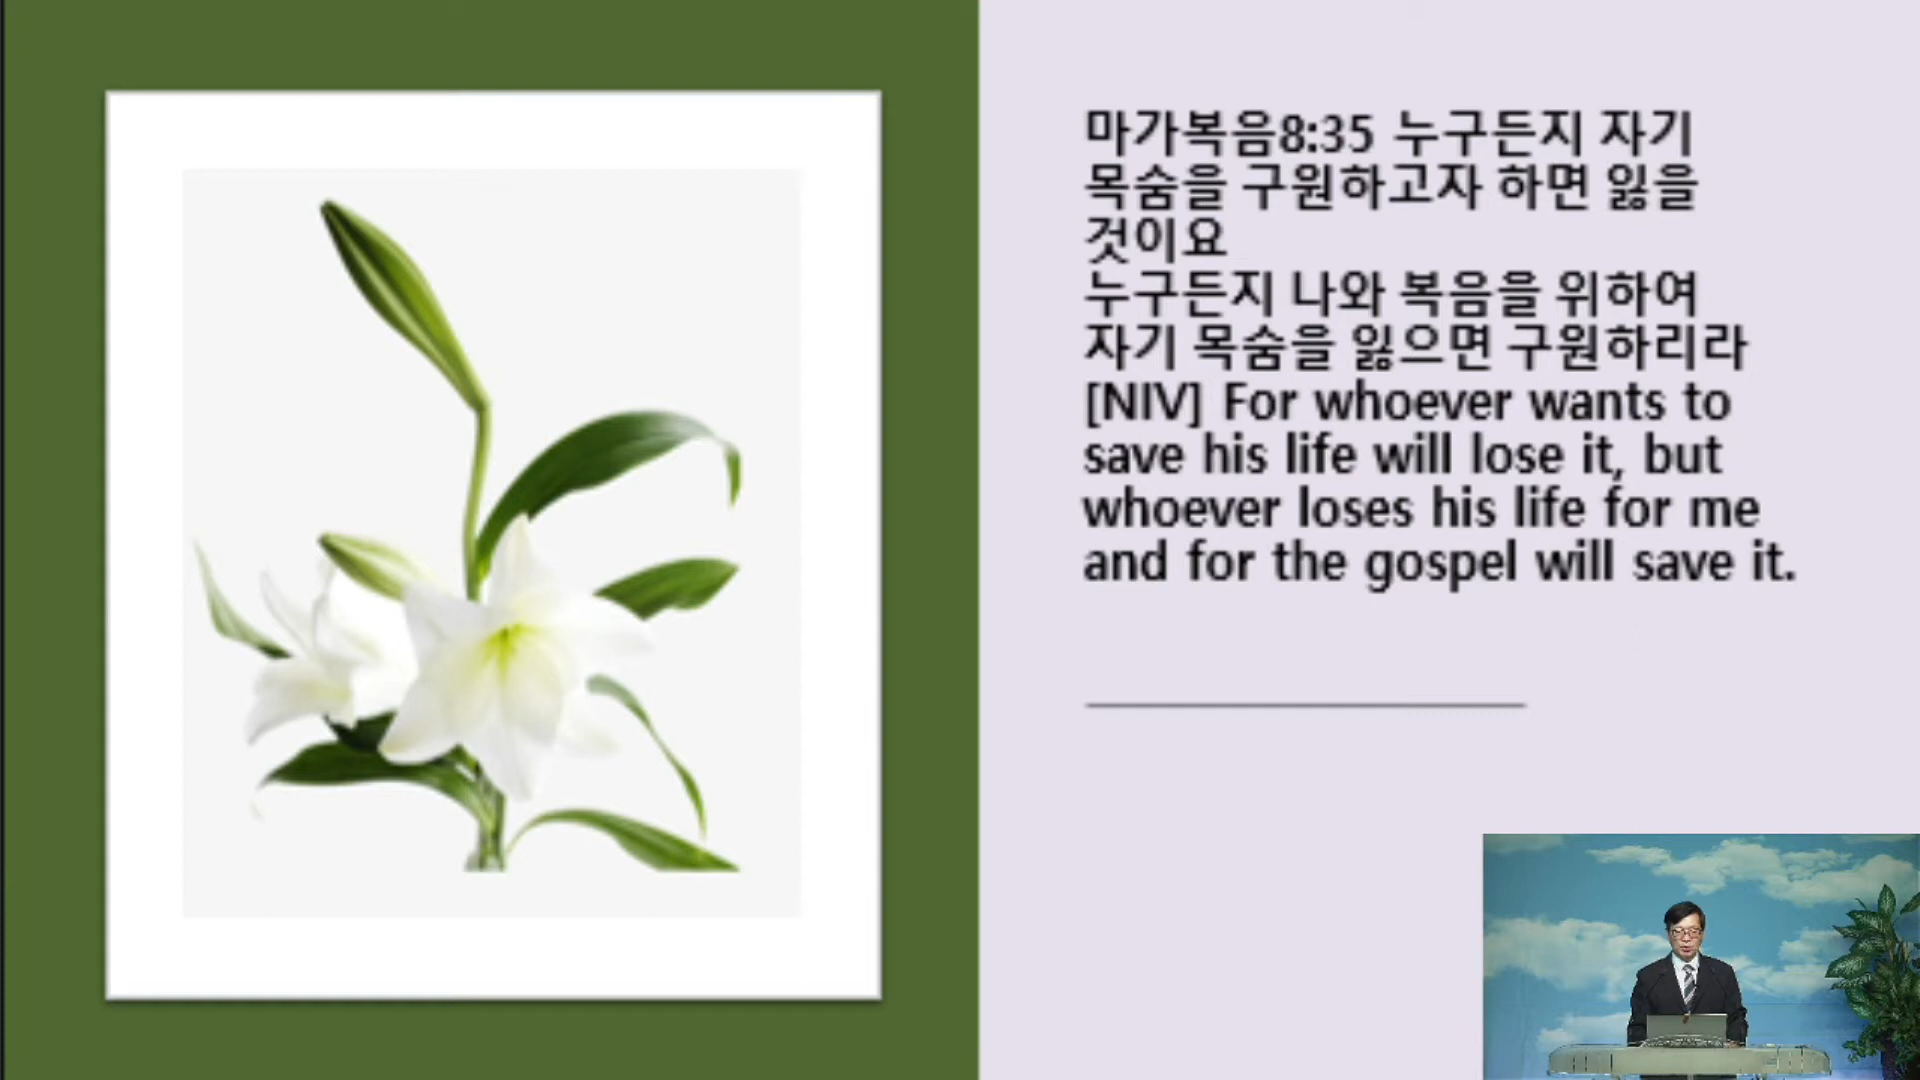 마가복음8:35 누구든지 자기
목숨을 구원하고자 하면 잃을
것이요
누구든지 나와 복음을 위하여
자기 목숨을 잃으면 구원하리라
[NIV] For whoever wants to
save his life will lose it, but
whoever loses his life for me
and for the gospel will save it.